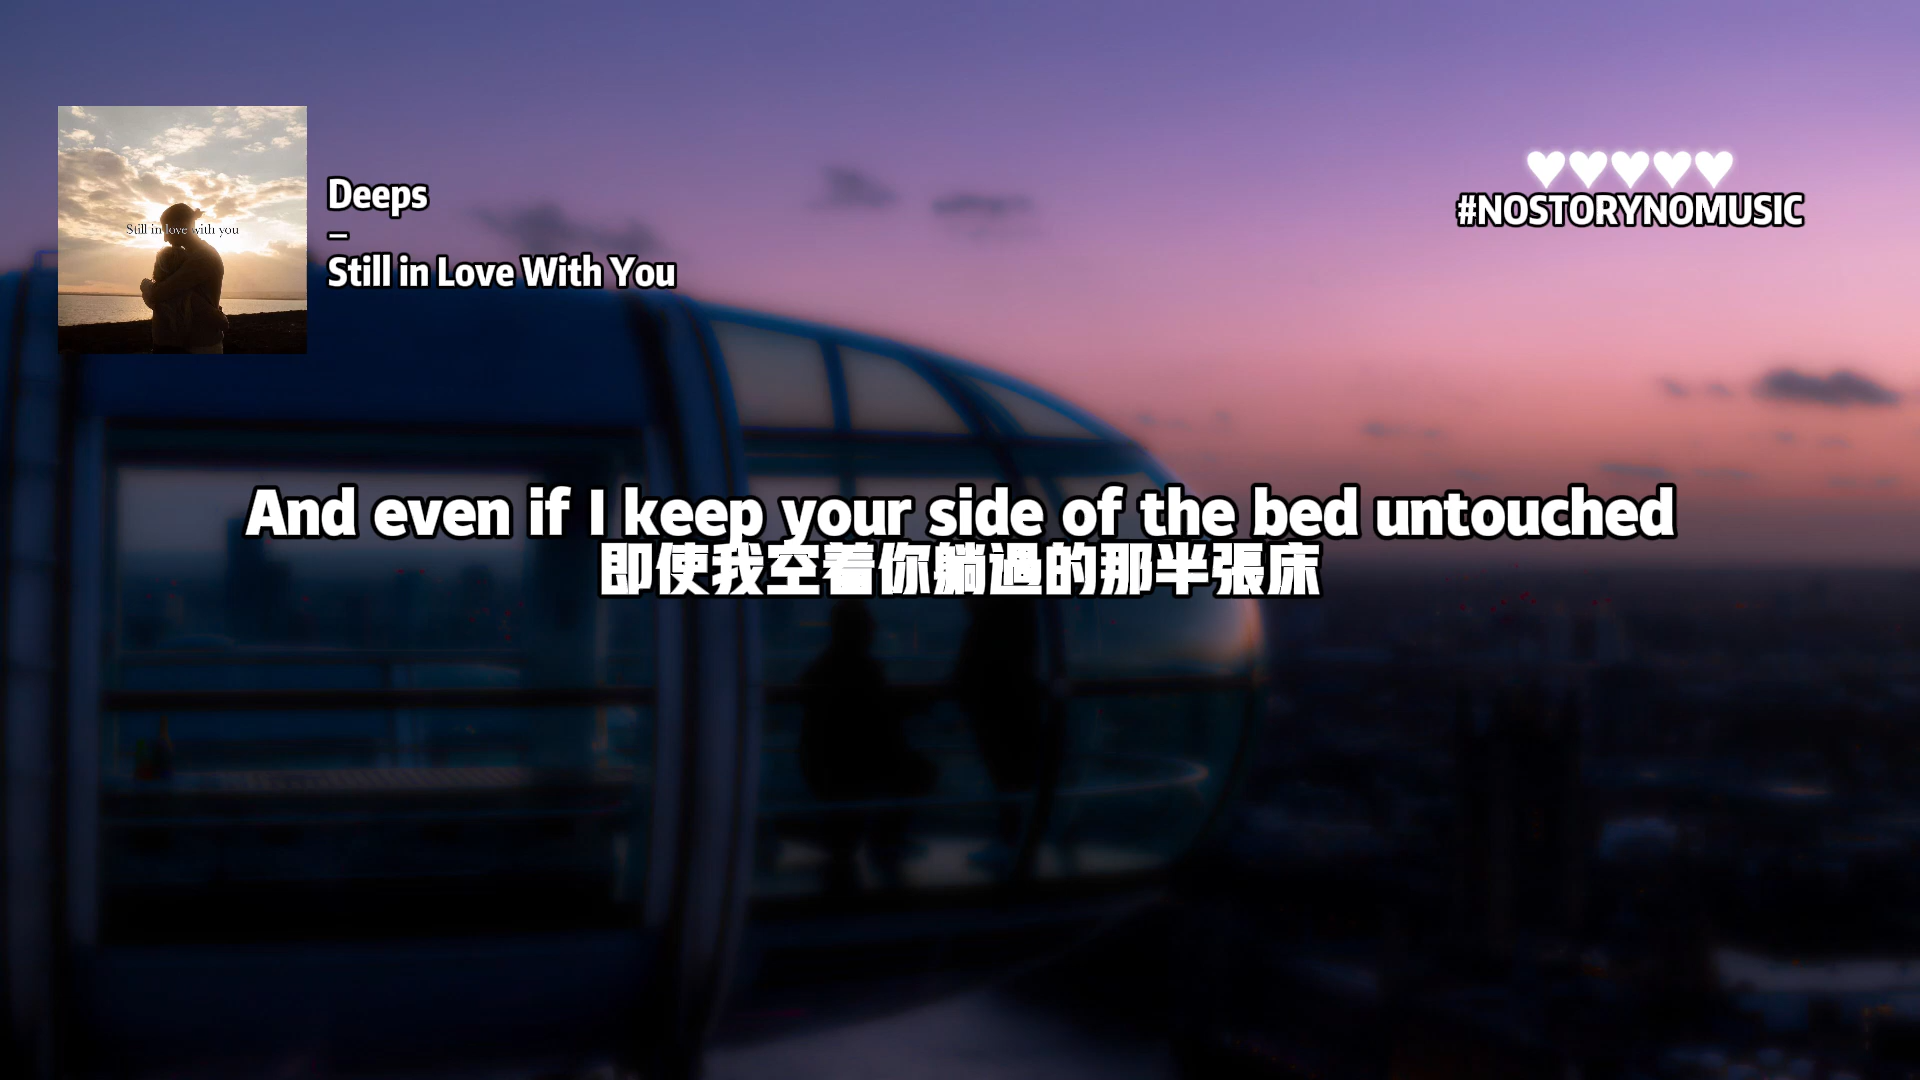 Still in love with you
Deeps
–
Still in Love With You
♥♥♥♥♥
#NOSTORYNOMUSIC
And even if I keep your side of the bed untouched
即使我空着你躺過的那半張床